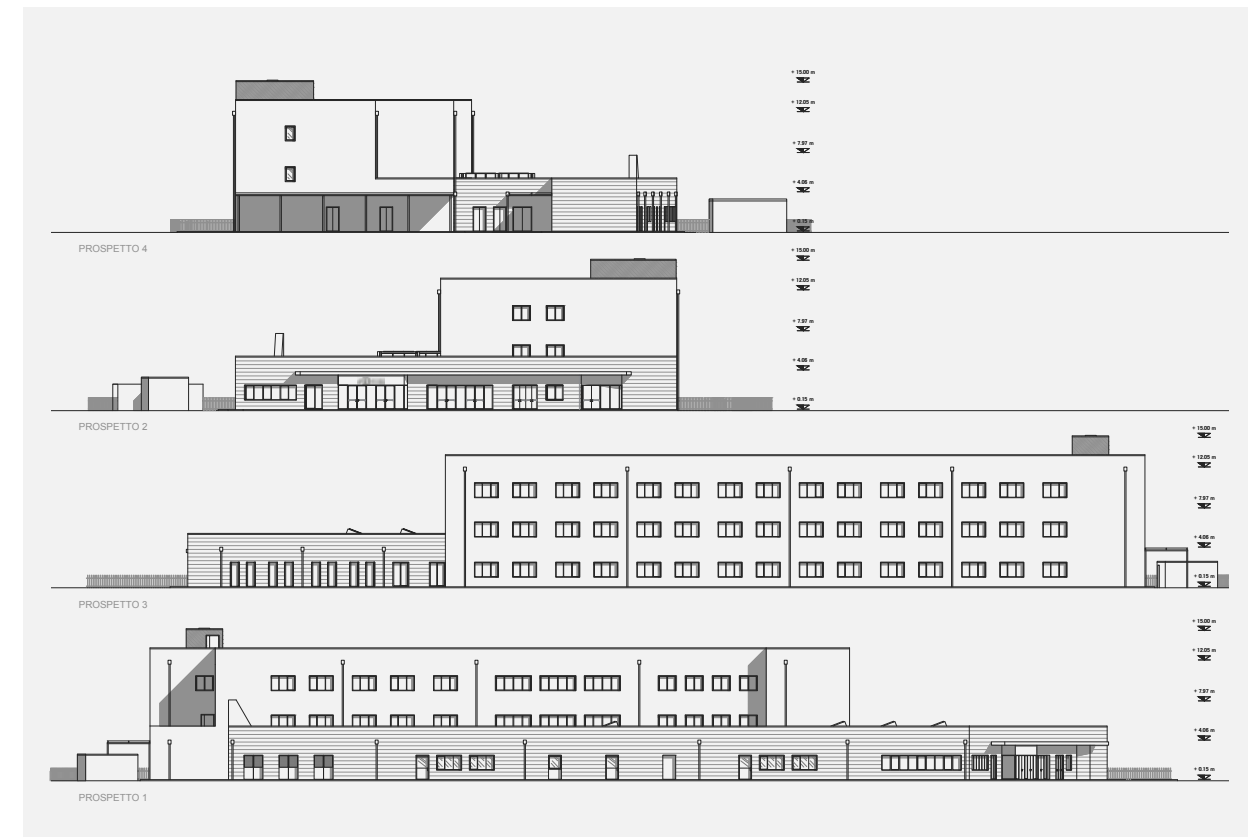 + 15.00 m
+ 12.05 m
+ 7.97 m
+ 4.06 m
+ 0.15 m
PROSPETTO 4
+ 15.00 m
+ 12.05 m
+ 7.97 m
+ 4.06 m
+ 0.15 m
PROSPETTO 2
+ 15.00 m
+ 12.05 m
+ 7.97 m
+ 4.06 m
+ 0.15 m
PROSPETTO 3
+ 15.00 m
+ 12.05 m
+ 7.97 m
+ 4.06 m
+ 0.15 m
PROSPETTO 1